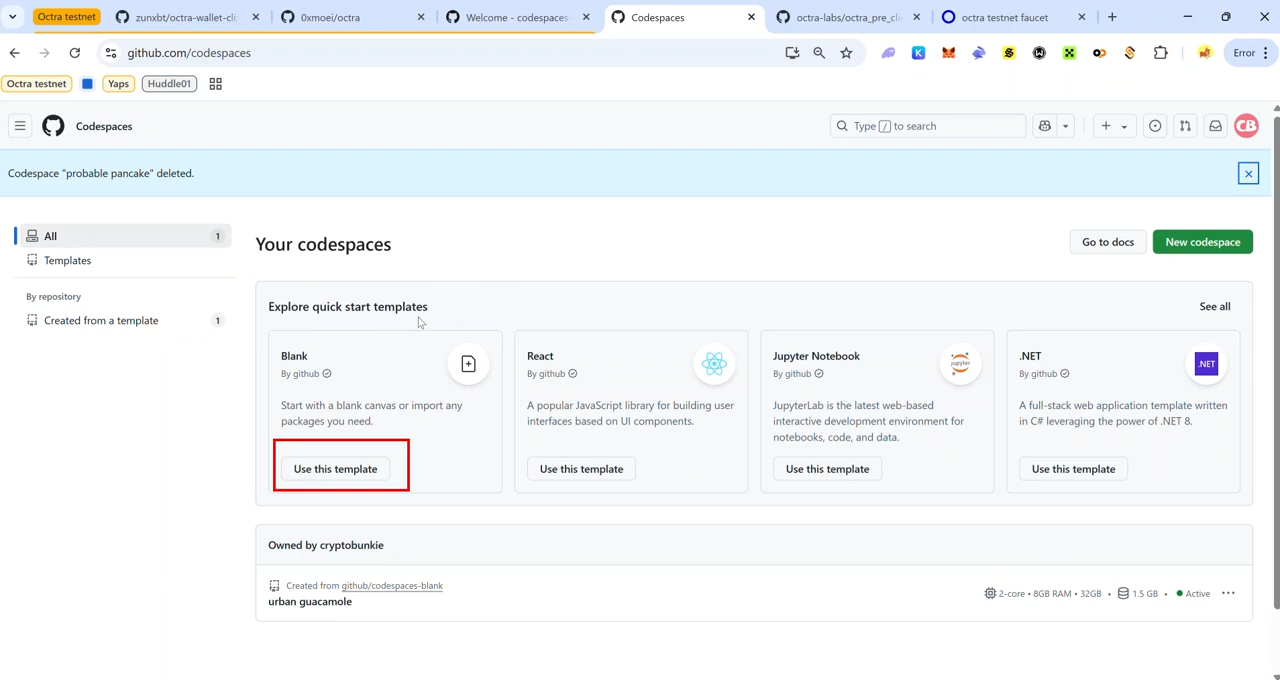 Octra testnet
zunxbt/octra-wallet-cli
0xmoei/octra
Welcome - codespaces-
Codespaces
octra-labs/octra_pre_cli
octra testnet faucet
github.com/codespaces
Error
Octra testnet
Yaps
Huddle01
Codespaces
Type / to search
CB
Codespace "probable pancake" deleted.
All 1
Templates
By repository
Created from a template 1
Your codespaces
Go to docs
New codespace
Explore quick start templates
See all
Blank
By github
Start with a blank canvas or import any
packages you need.
Use this template
React
By github
A popular JavaScript library for building user
interfaces based on UI components.
Use this template
Jupyter Notebook
By github
jupyter
JupyterLab is the latest web-based
interactive development environment for
notebooks, code, and data.
Use this template
.NET
By github
.NET
A full-stack web application template written
in C# leveraging the power of .NET 8.
Use this template
Owned by cryptobunkie
Created from github/codespaces-blank
urban guacamole
2-core • 8GB RAM • 32GB • 1.5 GB • Active